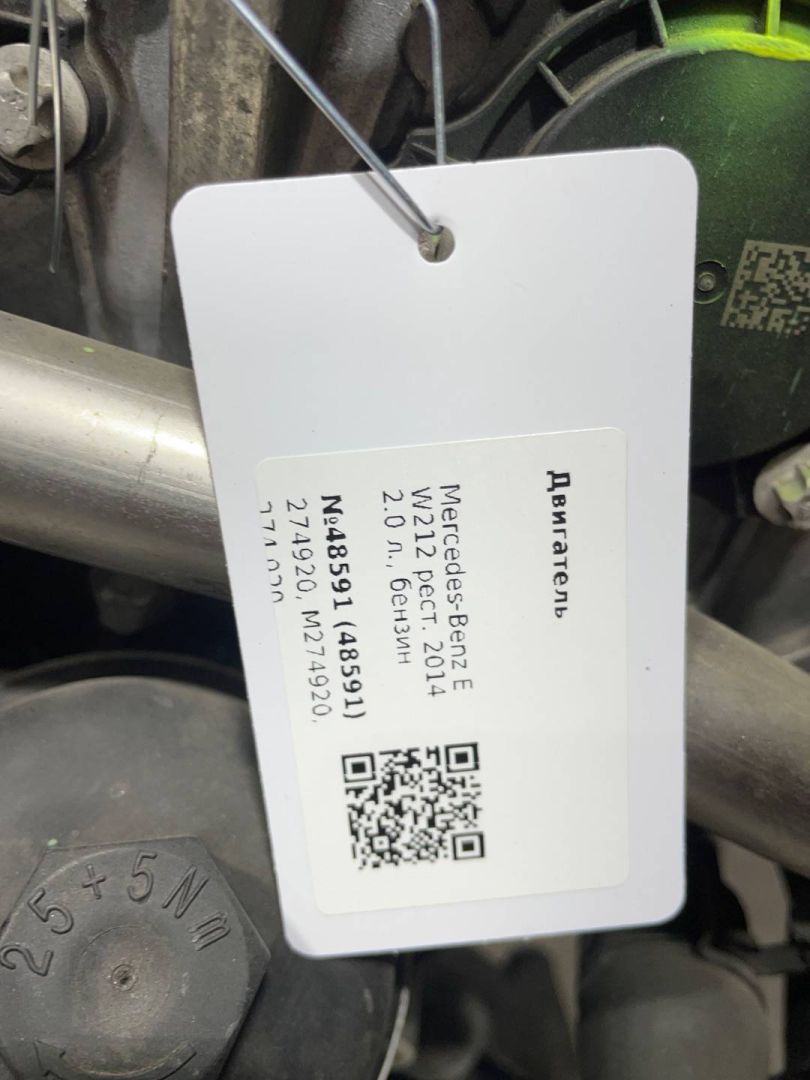 Двигатель
Mercedes-Benz E
W212 рест. 2014
2.0 л., бензин
№48591 (48591)
274920, M274920,
25+5Nm